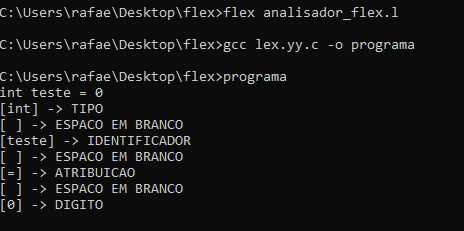 C:\Users\rafae\Desktop\flex>flex analisador_flex.l
C:\Users\rafae\Desktop\flex>gcc lex.yy.c -o programa
C:\Users\rafae\Desktop\flex>programa
int teste = 0
[int] -> TIPO
[ ] -> ESPACO EM BRANCO
[teste] -> IDENTIFICADOR
[ ] -> ESPACO EM BRANCO
[=] -> ATRIBUICAO
[ ] -> ESPACO EM BRANCO
[0] -> DIGITO